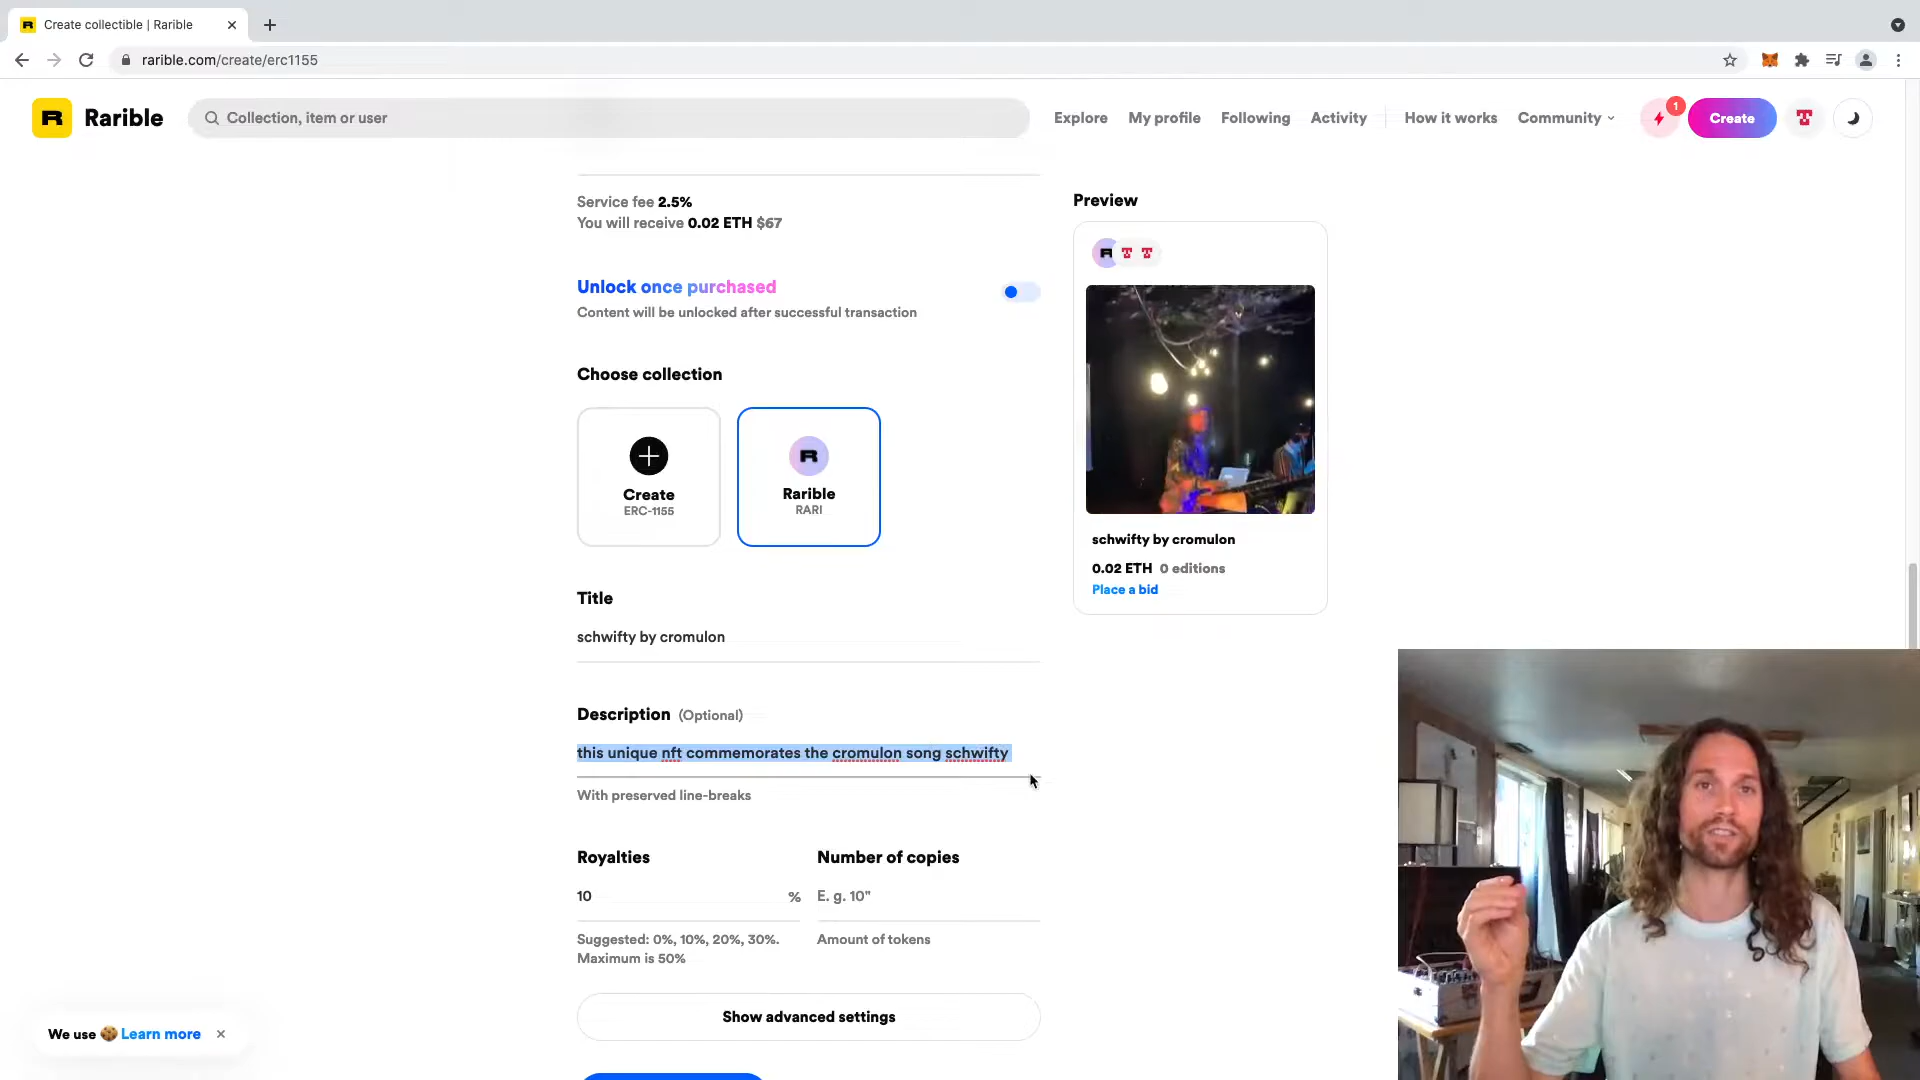 Create collectible | Rarible
rarible.com/create/erc1155
Rarible
Collection, item or user
Explore
My profile
Following
Activity
How it works
Community
1
Create
Service fee 2.5%
You will receive 0.02 ETH $67
Unlock once purchased
Content will be unlocked after successful transaction
Choose collection
Create
ERC-1155
Rarible
RARI
Title
schwifty by cromulon
Description (Optional)
this unique nft commemorates the cromulon song schwifty
With preserved line-breaks
Royalties
10 %
Suggested: 0%, 10%, 20%, 30%.
Maximum is 50%
Number of copies
E. g. 10"
Amount of tokens
Show advanced settings
Preview
schwifty by cromulon
0.02 ETH 0 editions
Place a bid
We use 🍪 Learn more